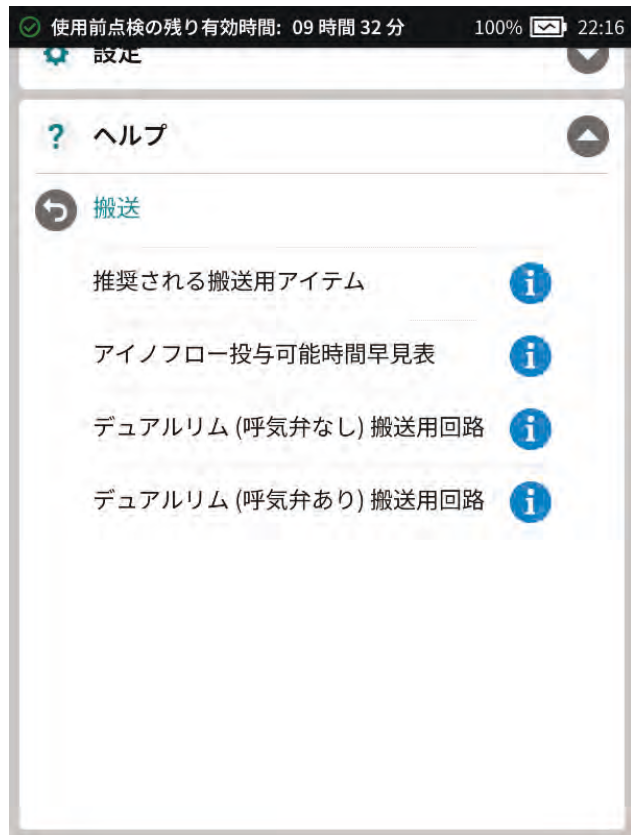 使用前点検の残り有効時間: 09 時間 32 分 100% 22:16
設定
? ヘルプ
搬送
推奨される搬送用アイテム
アイノフロー投与可能時間早見表
デュアルリム (呼気弁なし) 搬送用回路
デュアルリム (呼気弁あり) 搬送用回路